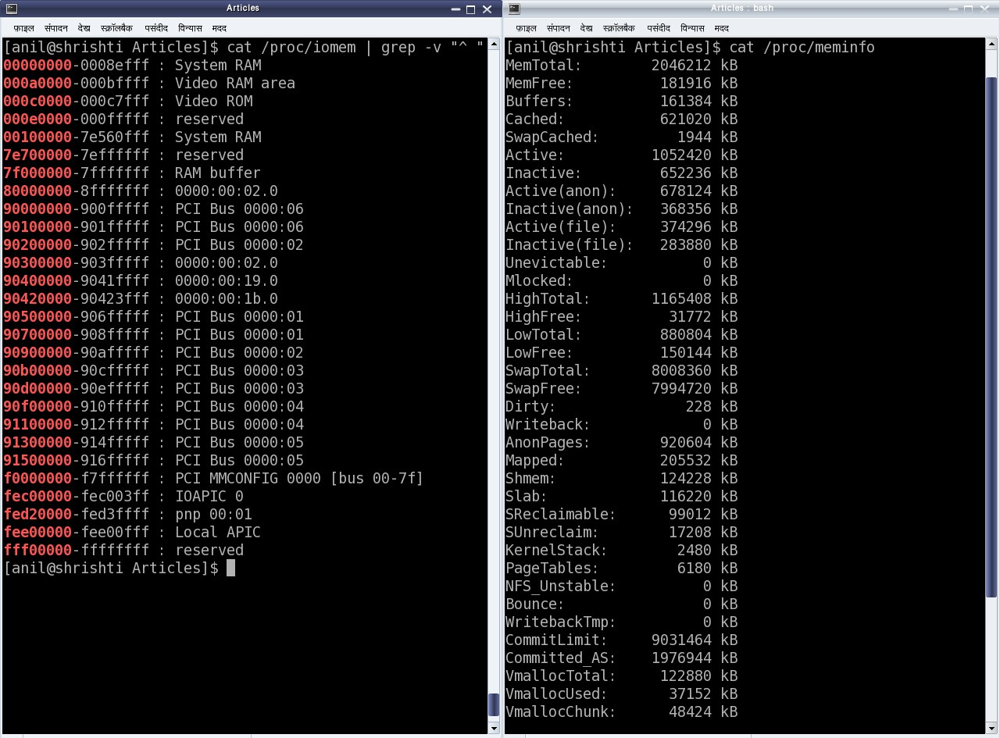 Articles
फ़ाइल संपादन देख स्क्रॉलबैक पसंदीद विन्यास मदद
[anil@shrishti Articles]$ cat /proc/iomem | grep -v "^ "
00000000-0008efff : System RAM
000a0000-000bffff : Video RAM area
000c0000-000c7fff : Video ROM
000e0000-000fffff : reserved
00100000-7e560fff : System RAM
7e700000-7effffff : reserved
7f000000-7fffffff : RAM buffer
80000000-8fffffff : 0000:00:02.0
90000000-900fffff : PCI Bus 0000:06
90100000-901fffff : PCI Bus 0000:06
90200000-902fffff : PCI Bus 0000:02
90300000-903fffff : 0000:00:02.0
90400000-9041ffff : 0000:00:19.0
90420000-90423fff : 0000:00:1b.0
90500000-906fffff : PCI Bus 0000:01
90700000-908fffff : PCI Bus 0000:01
90900000-90afffff : PCI Bus 0000:02
90b00000-90cfffff : PCI Bus 0000:03
90d00000-90efffff : PCI Bus 0000:03
90f00000-910fffff : PCI Bus 0000:04
91100000-912fffff : PCI Bus 0000:04
91300000-914fffff : PCI Bus 0000:05
91500000-916fffff : PCI Bus 0000:05
f0000000-f7ffffff : PCI MMCONFIG 0000 [bus 00-7f]
fec00000-fec003ff : IOAPIC 0
fed20000-fed3ffff : pnp 00:01
fee00000-fee00fff : Local APIC
fff00000-ffffffff : reserved
[anil@shrishti Articles]$
Articles : bash
फ़ाइल संपादन देख स्क्रॉलबैक पसंदीद विन्यास मदद
[anil@shrishti Articles]$ cat /proc/meminfo
MemTotal: 2046212 kB
MemFree: 181916 kB
Buffers: 161384 kB
Cached: 621020 kB
SwapCached: 1944 kB
Active: 1052420 kB
Inactive: 652236 kB
Active(anon): 678124 kB
Inactive(anon): 368356 kB
Active(file): 374296 kB
Inactive(file): 283880 kB
Unevictable: 0 kB
Mlocked: 0 kB
HighTotal: 1165408 kB
HighFree: 31772 kB
LowTotal: 880804 kB
LowFree: 150144 kB
SwapTotal: 8008360 kB
SwapFree: 7994720 kB
Dirty: 228 kB
Writeback: 0 kB
AnonPages: 920604 kB
Mapped: 205532 kB
Shmem: 124228 kB
Slab: 116220 kB
SReclaimable: 99012 kB
SUnreclaim: 17208 kB
KernelStack: 2480 kB
PageTables: 6180 kB
NFS_Unstable: 0 kB
Bounce: 0 kB
WritebackTmp: 0 kB
CommitLimit: 9031464 kB
Committed_AS: 1976944 kB
VmallocTotal: 122880 kB
VmallocUsed: 37152 kB
VmallocChunk: 48424 kB